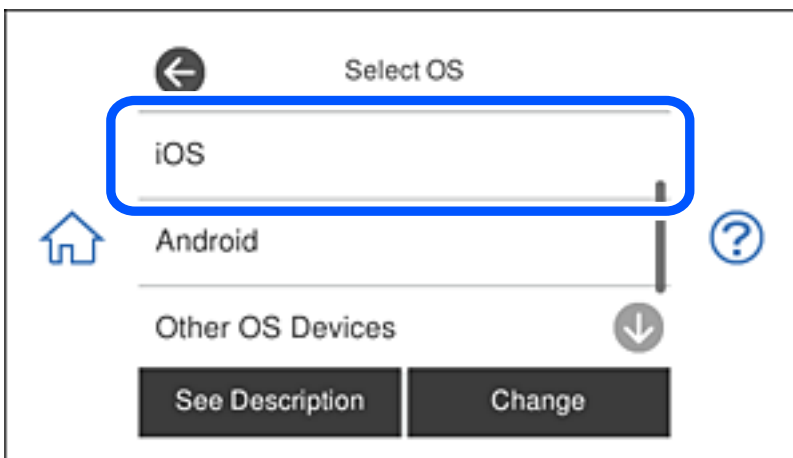 Select OS
iOS
Android
Other OS Devices
See Description
Change